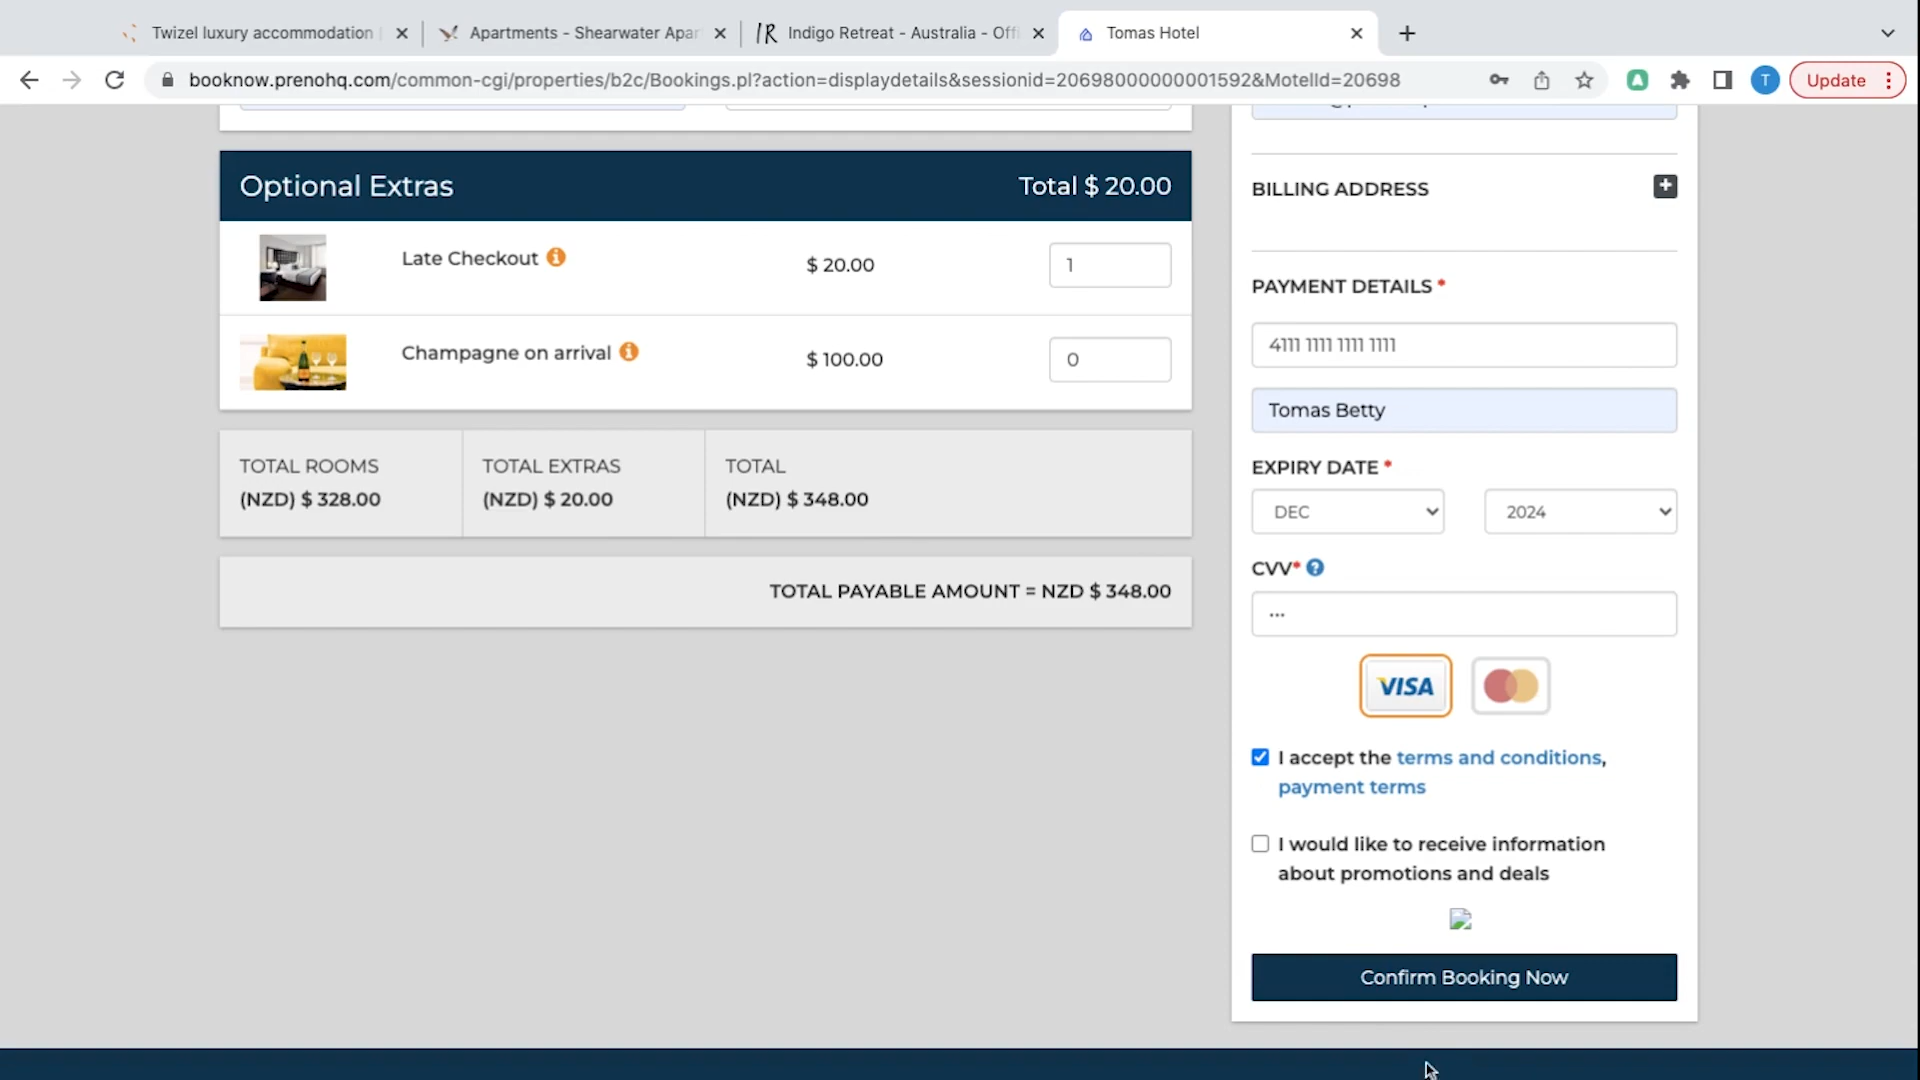 Twizel luxury accommodation
Apartments - Shearwater Apar
Indigo Retreat - Australia - Offi
Tomas Hotel
booknow.prenohq.com/common-cgi/properties/b2c/Bookings.pl?action=displaydetails&sessionid=20698000000001592&MotelId=20698
T
Update
Optional Extras
Total $ 20.00
Late Checkout
$ 20.00
1
Champagne on arrival
$ 100.00
0
TOTAL ROOMS
(NZD) $ 328.00
TOTAL EXTRAS
(NZD) $ 20.00
TOTAL
(NZD) $ 348.00
TOTAL PAYABLE AMOUNT = NZD $ 348.00
BILLING ADDRESS
PAYMENT DETAILS *
4111 1111 1111 1111
Tomas Betty
EXPIRY DATE *
DEC
2024
CVV* ?
•••
VISA
I accept the terms and conditions,
payment terms
I would like to receive information
about promotions and deals
Confirm Booking Now